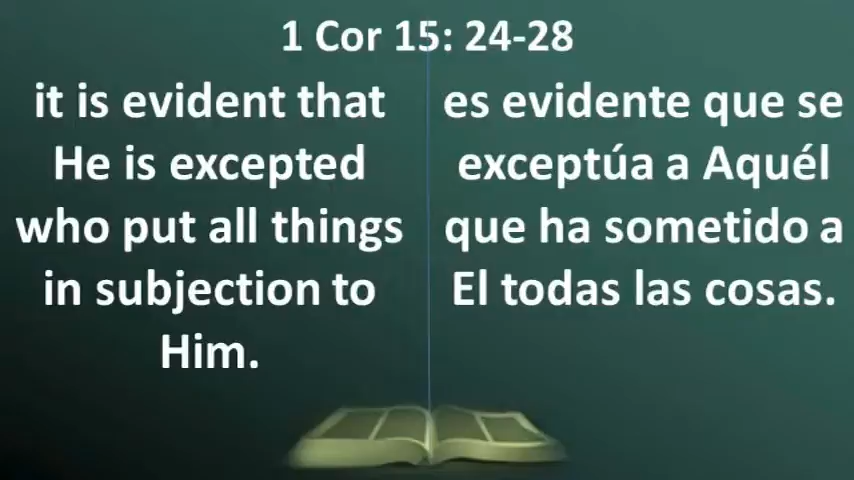 1 Cor 15: 24-28
it is evident that
He is excepted
who put all things
in subjection to
Him.
es evidente que se
exceptúa a Aquél
que ha sometido a
El todas las cosas.